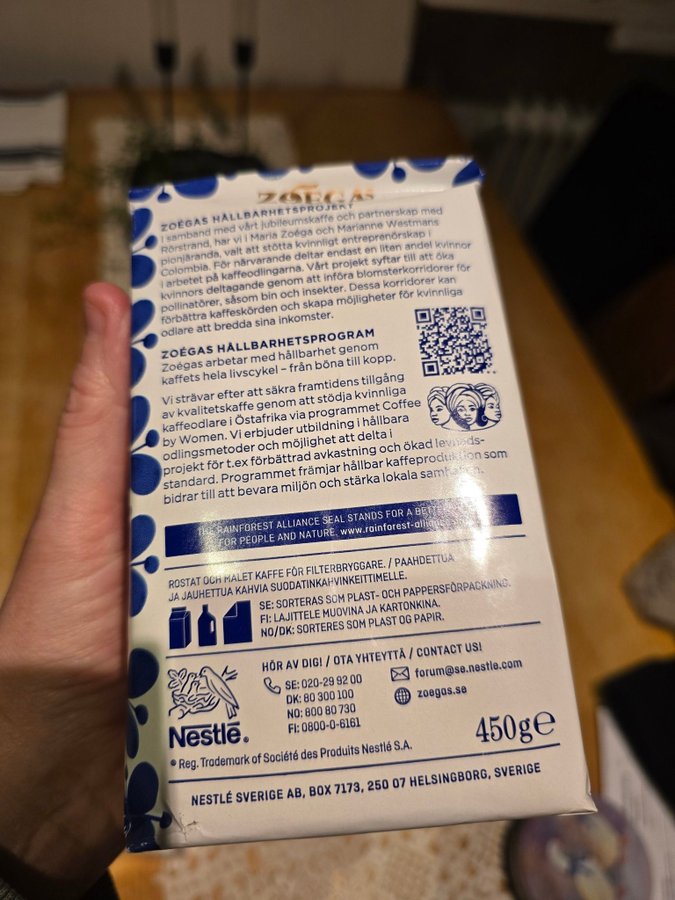 ZOÉGAS
ZOÉGAS HÅLLBARHETSPROJEKT
I samband med vårt jubileumskaffe och partnerskap med
Rörstrand, har vi i Maria Zoéga och Marianne Westmans
pionjäranda, valt att stötta kvinnligt entreprenörskap i
Colombia. För närvarande deltar endast en liten andel kvinnor
i arbetet på kaffeodlingarna. Vårt projekt syftar till att öka
kvinnors deltagande genom att införa blomsterkorridorer för
pollinatörer, såsom bin och insekter. Dessa korridorer kan
förbättra kaffeskörden och skapa möjligheter för kvinnliga
odlare att bredda sina inkomster.
ZOÉGAS HÅLLBARHETSPROGRAM
Zoégas arbetar med hållbarhet genom
kaffets hela livscykel – från böna till kopp.
Vi strävar efter att säkra framtidens tillgång
av kvalitetskaffe genom att stödja kvinnliga
kaffeodlare i Östafrika via programmet Coffee
by Women. Vi erbjuder utbildning i hållbara
odlingsmetoder och möjlighet att delta i
projekt för t.ex förbättrad avkastning och ökad levnads-
standard. Programmet främjar hållbar kaffeproduktion som
bidrar till att bevara miljön och stärka lokala samhällen.
THE RAINFOREST ALLIANCE SEAL STANDS FOR A BETTER
FOR PEOPLE AND NATURE. www.rainforest-alliance
ROSTAT OCH MALET KAFFE FÖR FILTERBRYGGARE. / PAAHDETTUA
JA JAUHETTUA KAHVIA SUODATINKAHVINKEITTIMELLE.
SE: SORTERAS SOM PLAST- OCH PAPPERSFÖRPACKNING.
FI: LAJITTELE MUOVINA JA KARTONKINA.
NO/DK: SORTERES SOM PLAST OG PAPIR.
HÖR AV DIG! / OTA YHTEYTTÄ / CONTACT US!
SE: 020-29 92 00
DK: 80 300 100
NO: 800 80 730
FI: 0800-0-6161
forum@se.nestle.com
zoegas.se
Nestlé®
450g℮
® Reg. Trademark of Société des Produits Nestlé S.A.
NESTLÉ SVERIGE AB, BOX 7173, 250 07 HELSINGBORG, SVERIGE